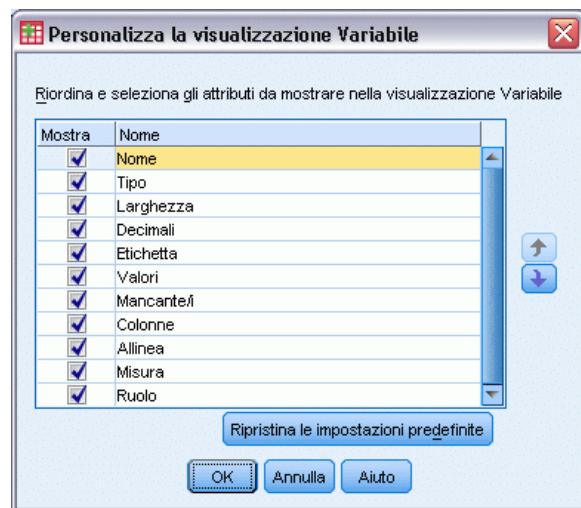 Personalizza la visualizzazione Variabile
Riordina e seleziona gli attributi da mostrare nella visualizzazione Variabile
Mostra Nome
Nome
Tipo
Larghezza
Decimali
Etichetta
Valori
Mancante/i
Colonne
Allinea
Misura
Ruolo
Ripristina le impostazioni predefinite
OK Annulla Aiuto